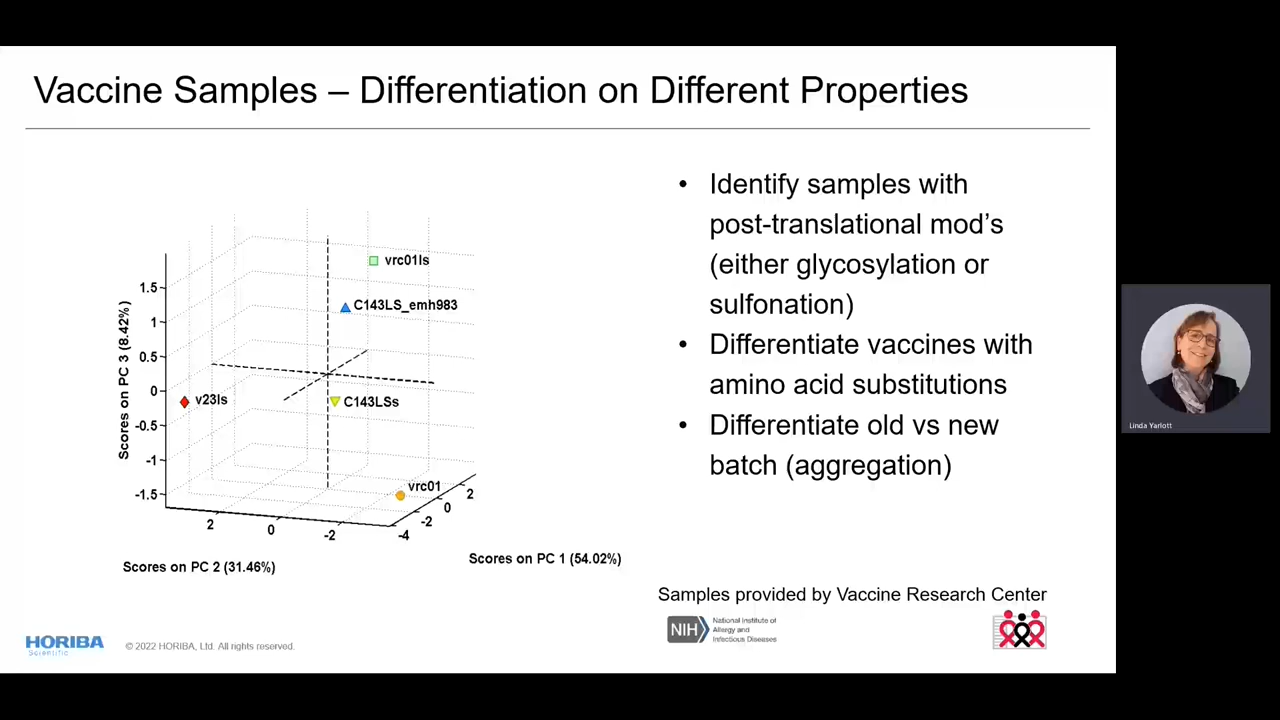 Vaccine Samples – Differentiation on Different Properties
Scores on PC 3 (8.42%)
1.5
1
0.5
0
-0.5
-1
-1.5
vrc01ls
C143LS_emh983
v23ls
C143LSs
vrc01
2
0
-2
-4
-2
0
2
Scores on PC 2 (31.46%)
Scores on PC 1 (54.02%)
• Identify samples with
post-translational mod’s
(either glycosylation or
sulfonation)
• Differentiate vaccines with
amino acid substitutions
• Differentiate old vs new
batch (aggregation)
Samples provided by Vaccine Research Center
NIH
National Institute of
Allergy and
Infectious Diseases
HORIBA
Scientific
© 2022 HORIBA, Ltd. All rights reserved.
Linda Yarlott